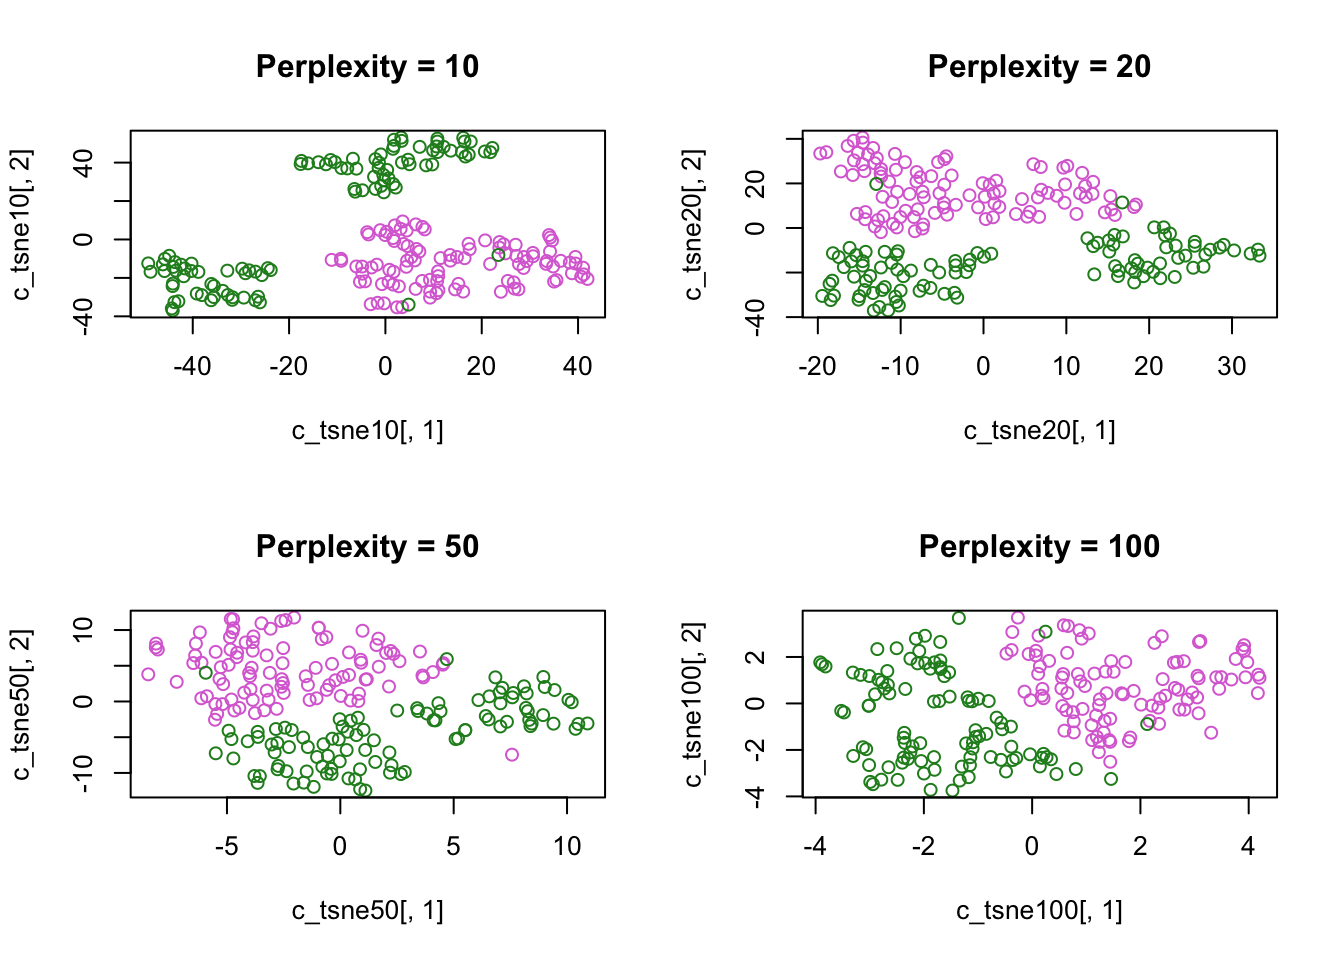 Perplexity = 10
c_tsne10[, 2]
40
0
-40
-40 -20 0 20 40
c_tsne10[, 1]
Perplexity = 20
c_tsne20[, 2]
20
0
-40
-20 -10 0 10 20 30
c_tsne20[, 1]
Perplexity = 50
c_tsne50[, 2]
10
0
-10
-5 0 5 10
c_tsne50[, 1]
Perplexity = 100
c_tsne100[, 2]
2
0
-2
-4
-4 -2 0 2 4
c_tsne100[, 1]